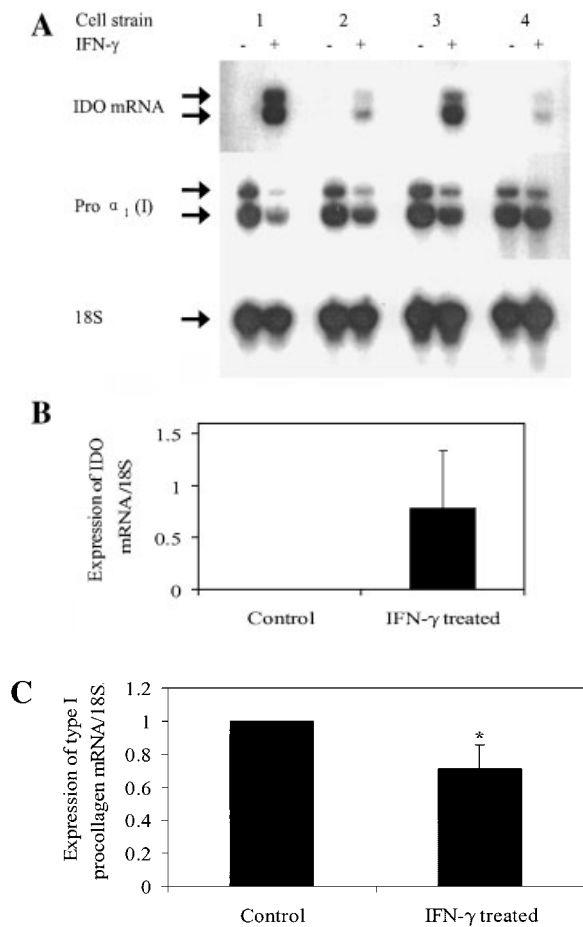 A
Cell strain 1 2 3 4
IFN-γ - + - + - + - +
IDO mRNA
Pro α 1 (I)
18S
B
Expression of IDO
mRNA/18S
1.5
1
0.5
0
Control IFN-γ treated
C
Expression of type I
procollagen mRNA/18S
1.2
1
0.8
0.6
0.4
0.2
0
*
Control IFN-γ treated